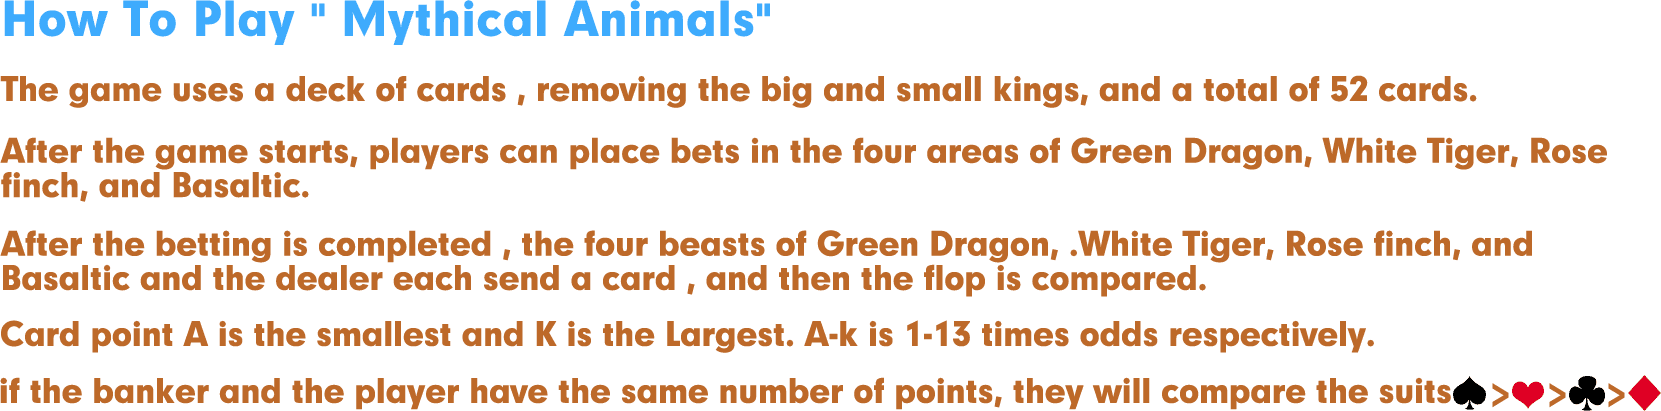 How To Play " Mythical Animals"
The game uses a deck of cards , removing the big and small kings, and a total of 52 cards.
After the game starts, players can place bets in the four areas of Green Dragon, White Tiger, Rose
finch, and Basaltic.
After the betting is completed , the four beasts of Green Dragon, .White Tiger, Rose finch, and
Basaltic and the dealer each send a card , and then the flop is compared.
Card point A is the smallest and K is the Largest. A-k is 1-13 times odds respectively.
if the banker and the player have the same number of points, they will compare the suits♠>♥>♣>♦